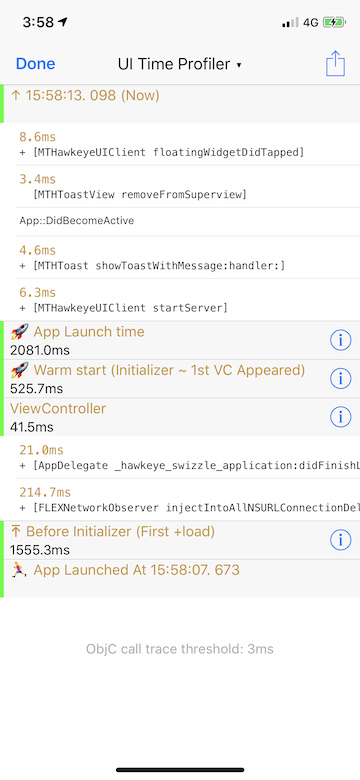 3:58
4G
Done
UI Time Profiler ▾
↑ 15:58:13. 098 (Now)
8.6ms
+ [MTHawkeyeUIClient floatingWidgetDidTapped]
3.4ms
[MTHToastView removeFromSuperview]
App::DidBecomeActive
4.6ms
+ [MTHToast showToastWithMessage:handler:]
6.3ms
+ [MTHawkeyeUIClient startServer]
🚀 App Launch time
2081.0ms
🚀 Warm start (Initializer ~ 1st VC Appeared)
525.7ms
ViewController
41.5ms
21.0ms
+ [AppDelegate _hawkeye_swizzle_application:didFinishL
214.7ms
+ [FLEXNetworkObserver injectIntoAllNSURLConnectionDel
⤒ Before Initializer (First +load)
1555.3ms
🏃 App Launched At 15:58:07. 673
ObjC call trace threshold: 3ms